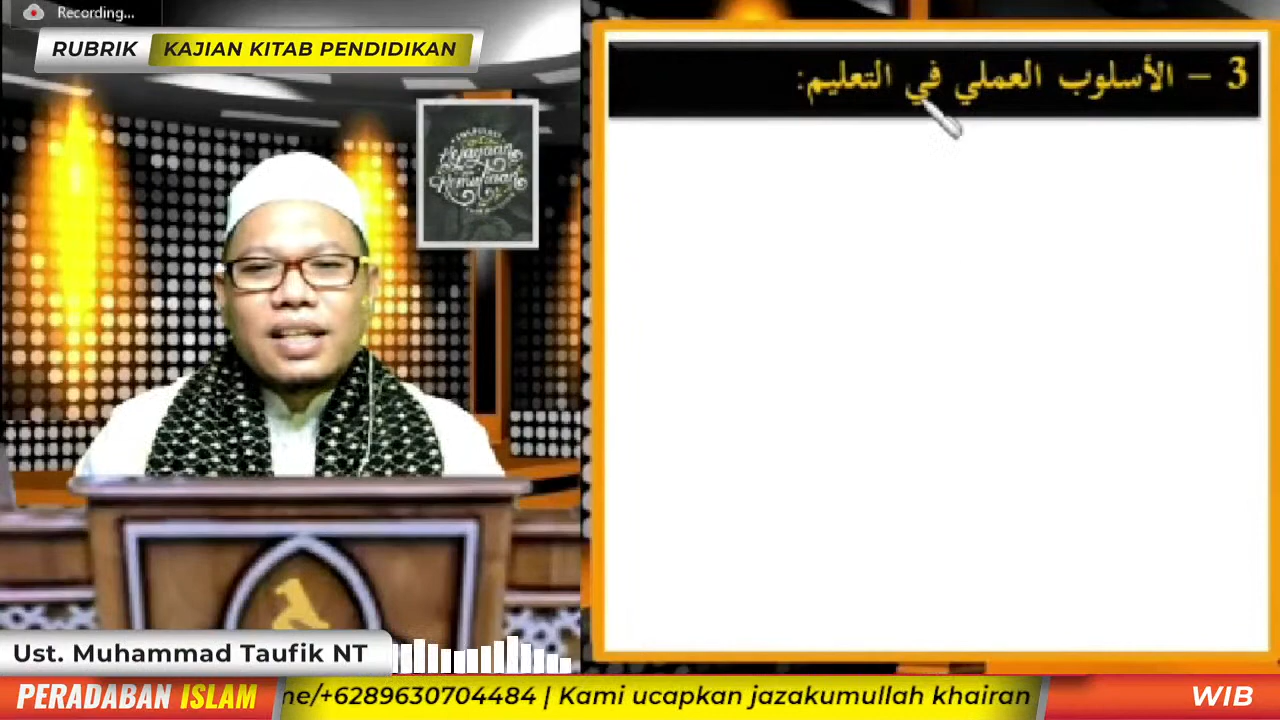 Recording...
RUBRIK KAJIAN KITAB PENDIDIKAN
3 – الأسلوب العملي في التعليم:
Ust. Muhammad Taufik NT
PERADABAN ISLAM
ne/+6289630704484 | Kami ucapkan jazakumullah khairan
WIB